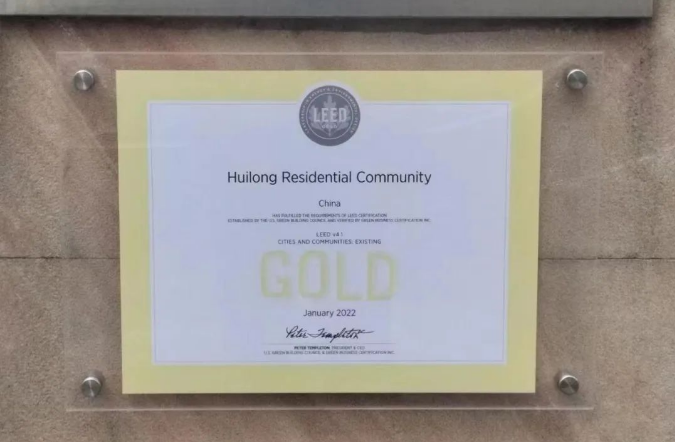 LEED
Huilong Residential Community
China
HAS FULFILLED THE REQUIREMENTS OF LEED CERTIFICATION
ESTABLISHED BY THE U.S. GREEN BUILDING COUNCIL AND VERIFIED BY GREEN BUSINESS CERTIFICATION INC.
LEED v4.1
CITIES AND COMMUNITIES: EXISTING
GOLD
January 2022
Peter Templeton
PETER TEMPLETON, PRESIDENT & CEO
U.S. GREEN BUILDING COUNCIL & GREEN BUSINESS CERTIFICATION INC.